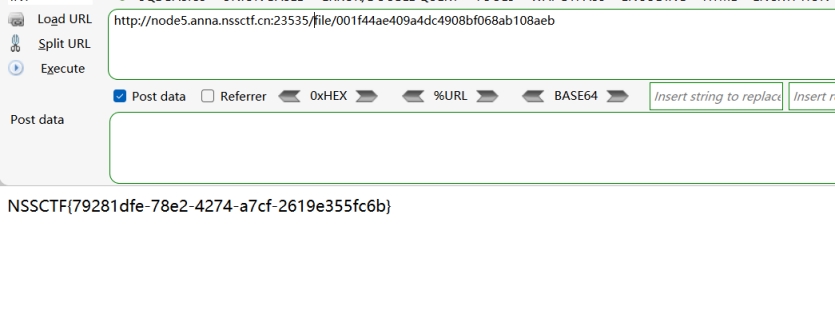 Load URL
http://node5.anna.nssctf.cn:23535/file/001f44ae409a4dc4908bf068ab108aeb
Split URL
Execute
Post data Referrer 0xHEX %URL BASE64 Insert string to replace Insert r
Post data
NSSCTF{79281dfe-78e2-4274-a7cf-2619e355fc6b}